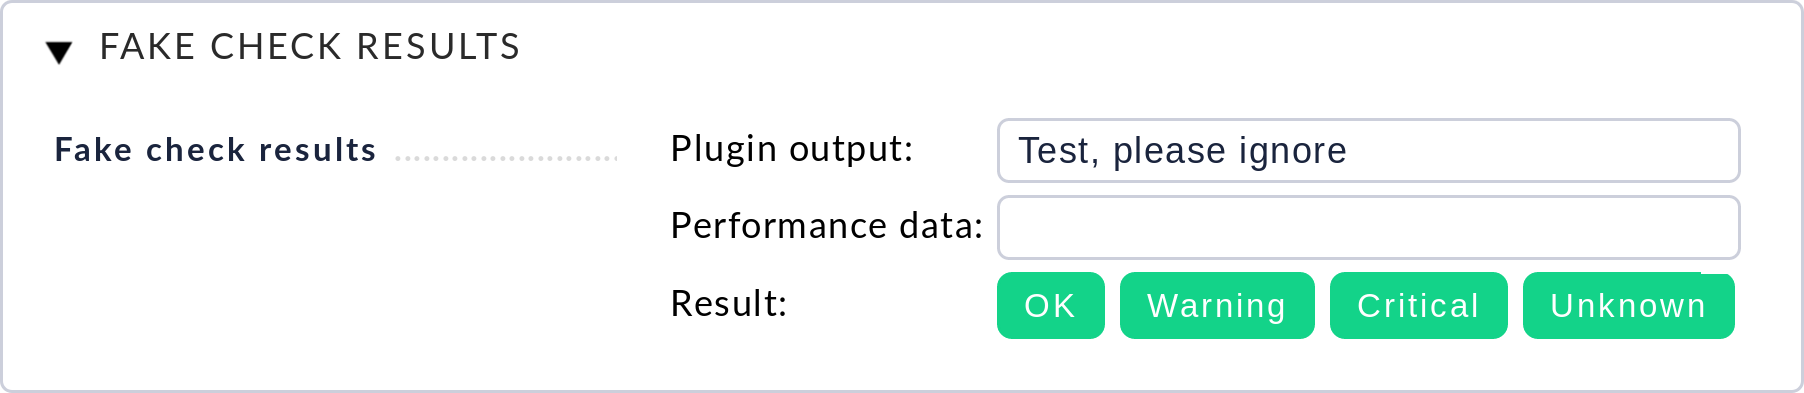 FAKE CHECK RESULTS
Fake check results
Plugin output: Test, please ignore
Performance data:
Result: OK Warning Critical Unknown